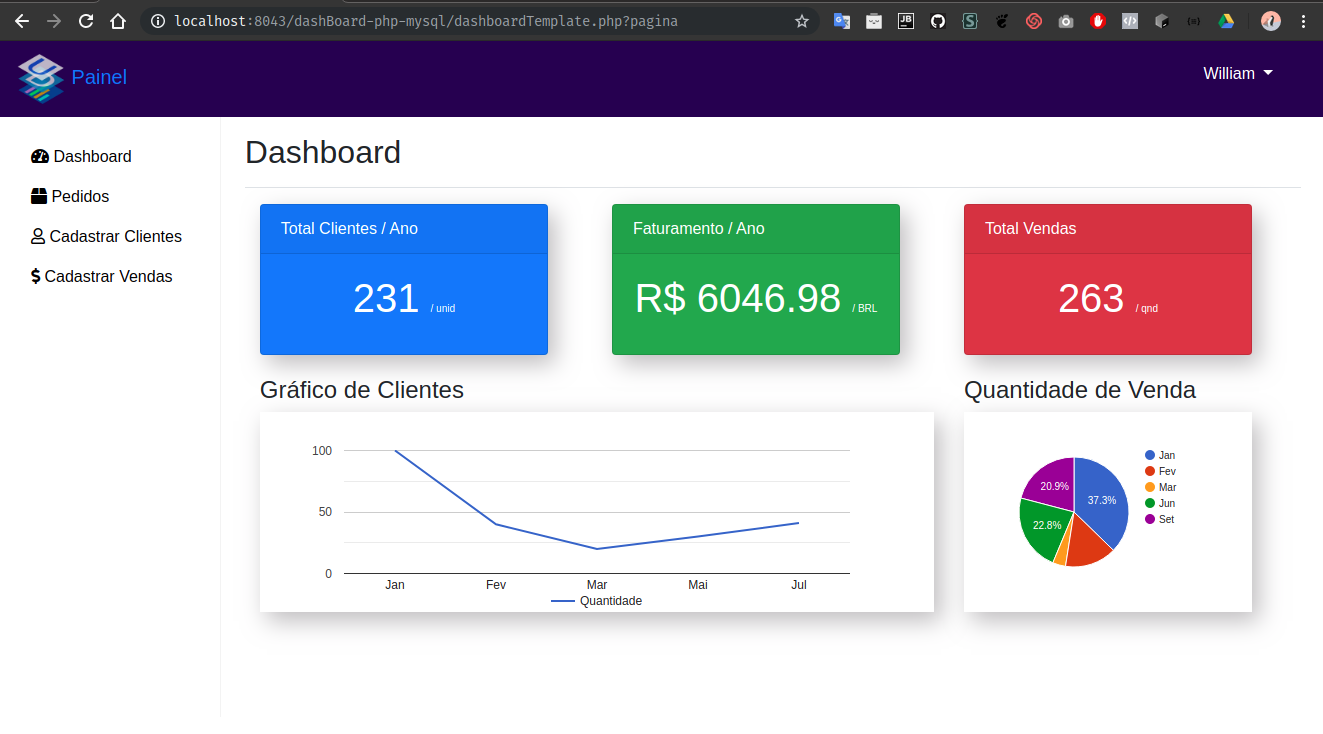 localhost:8043/dashBoard-php-mysql/dashboardTemplate.php?pagina
Painel
William
Dashboard
Pedidos
Cadastrar Clientes
Cadastrar Vendas
Dashboard
Total Clientes / Ano
231 / unid
Faturamento / Ano
R$ 6046.98 / BRL
Total Vendas
263 / qnd
Gráfico de Clientes
100
50
0
Jan Fev Mar Mai Jul
Quantidade
Quantidade de Venda
37.3%
20.9%
22.8%
Jan
Fev
Mar
Jun
Set